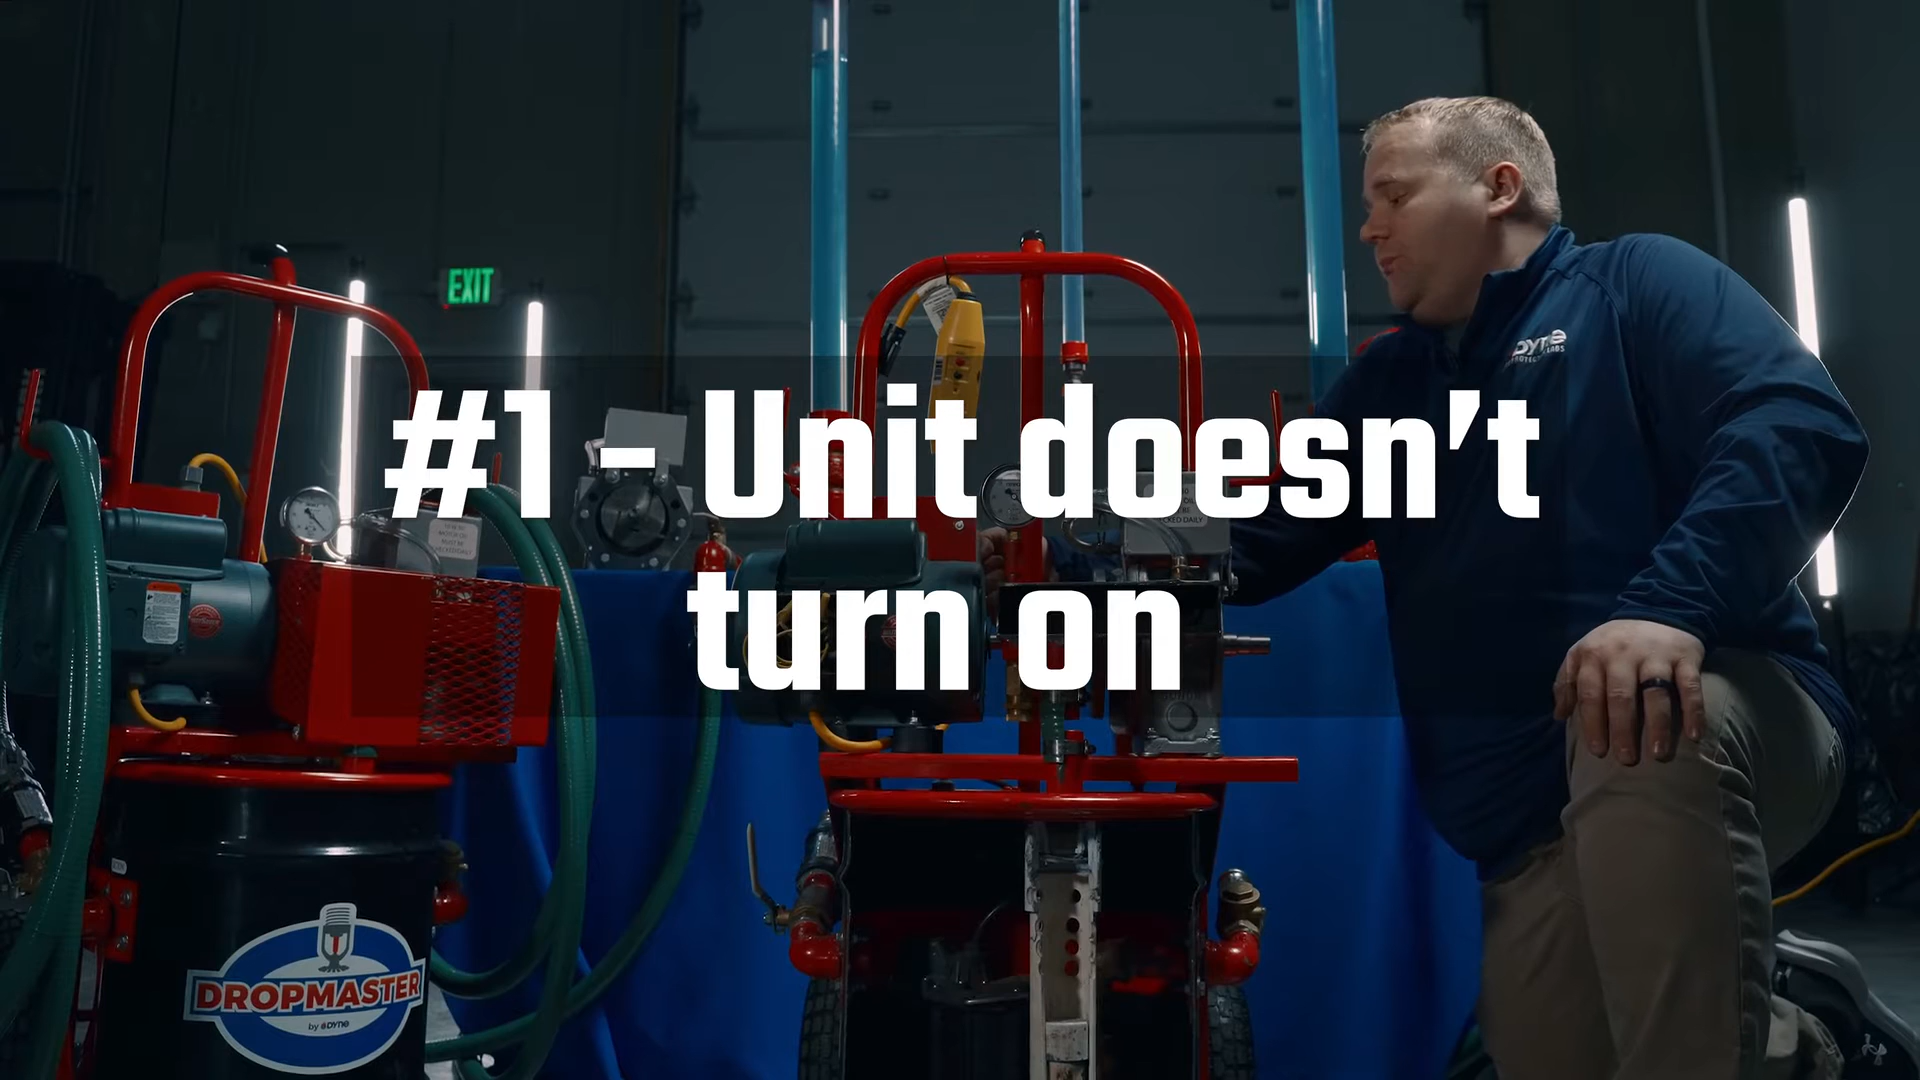 EXIT
DYNE
#1 - Unit doesn't
turn on
DROPMASTER
by DYNE